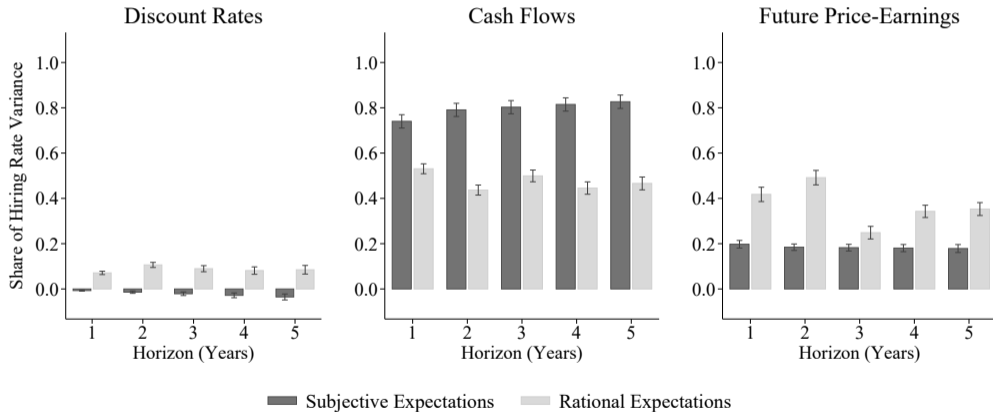 Discount Rates
Cash Flows
Future Price-Earnings
Share of Hiring Rate Variance
1.0
0.8
0.6
0.4
0.2
0.0
1 2 3 4 5
Horizon (Years)
1.0
0.8
0.6
0.4
0.2
0.0
1 2 3 4 5
Horizon (Years)
1.0
0.8
0.6
0.4
0.2
0.0
1 2 3 4 5
Horizon (Years)
Subjective Expectations
Rational Expectations